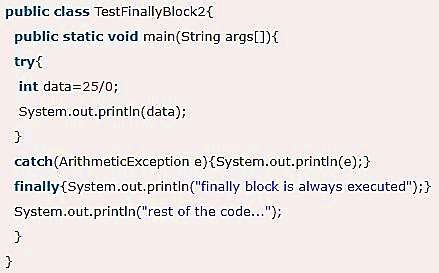 public class TestFinallyBlock2{
public static void main(String args[]){
try{
int data=25/0;
System.out.println(data);
}
catch(ArithmeticException e){System.out.println(e);}
finally{System.out.println("finally block is always executed");}
System.out.println("rest of the code...");
}
}